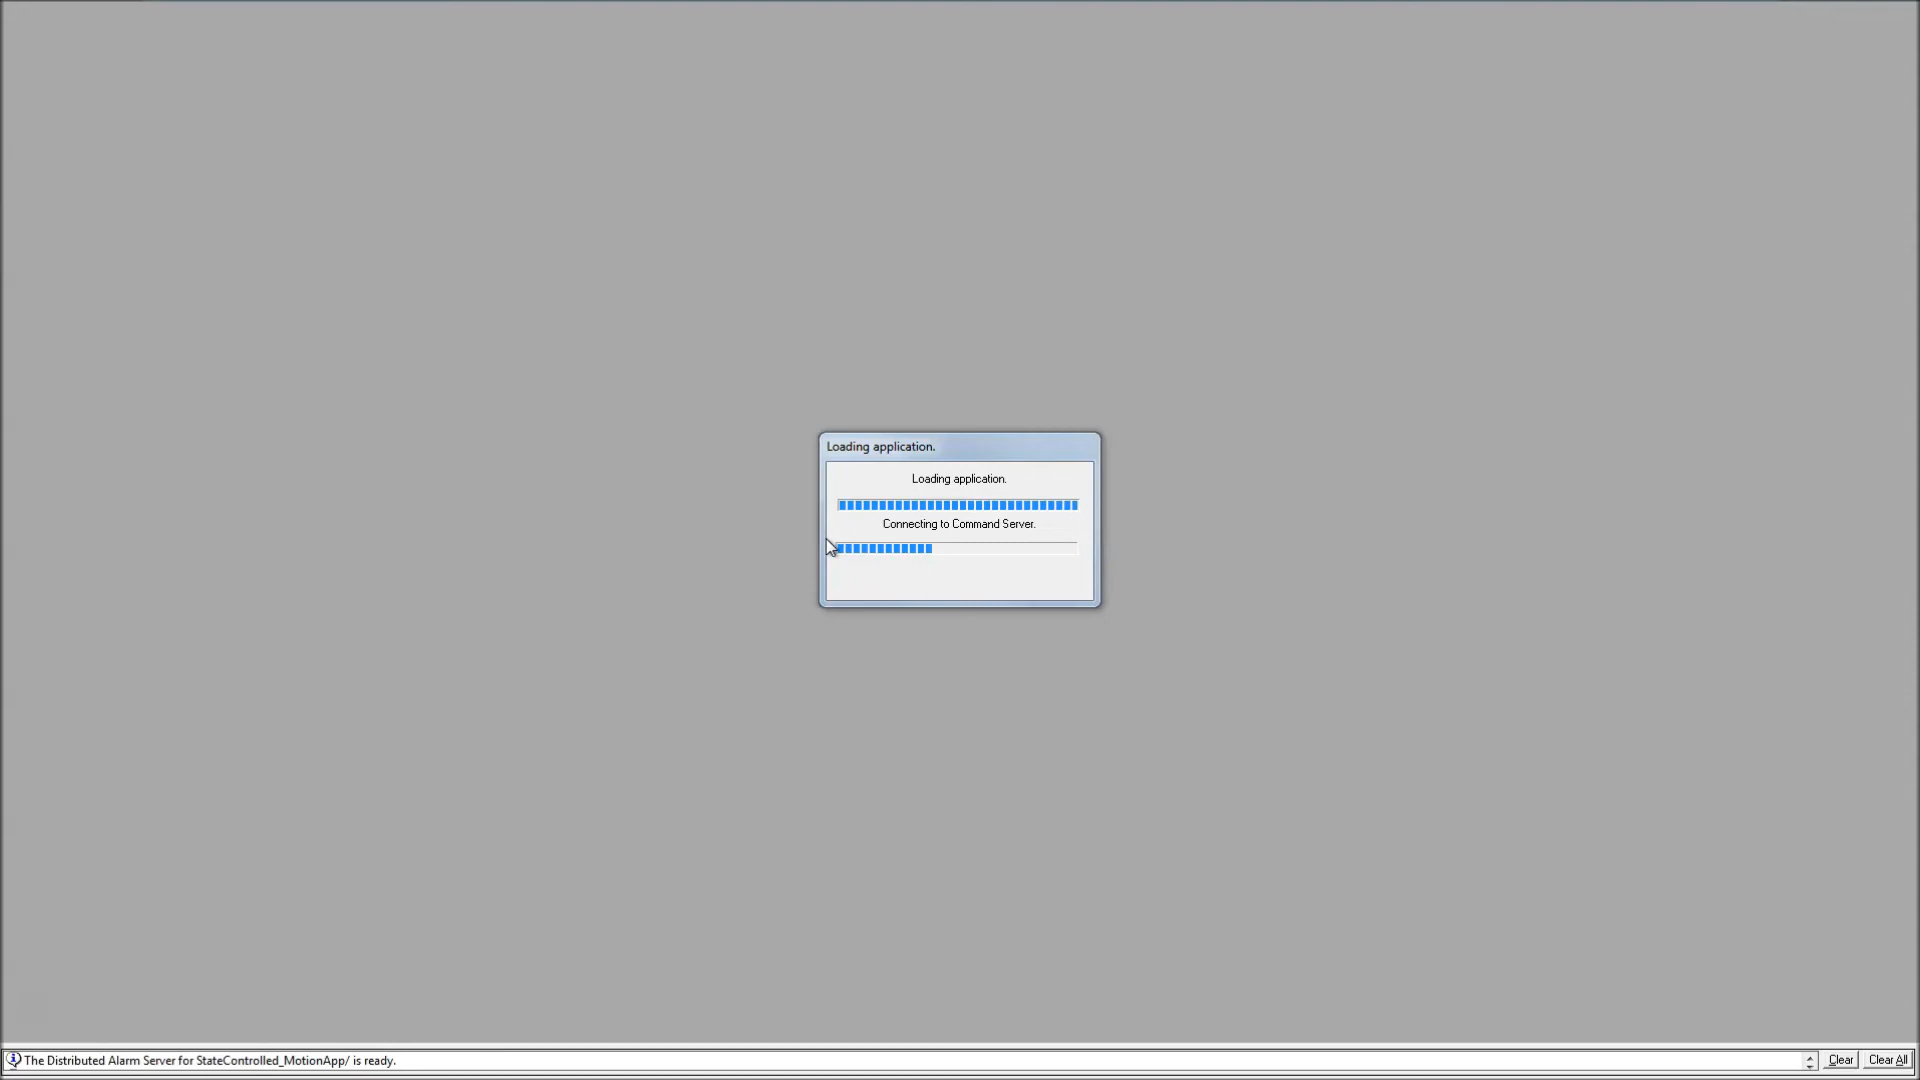 Loading application.
Loading application.
Connecting to Command Server.
The Distributed Alarm Server for StateControlled_MotionApp/ is ready.
Clear
Clear All